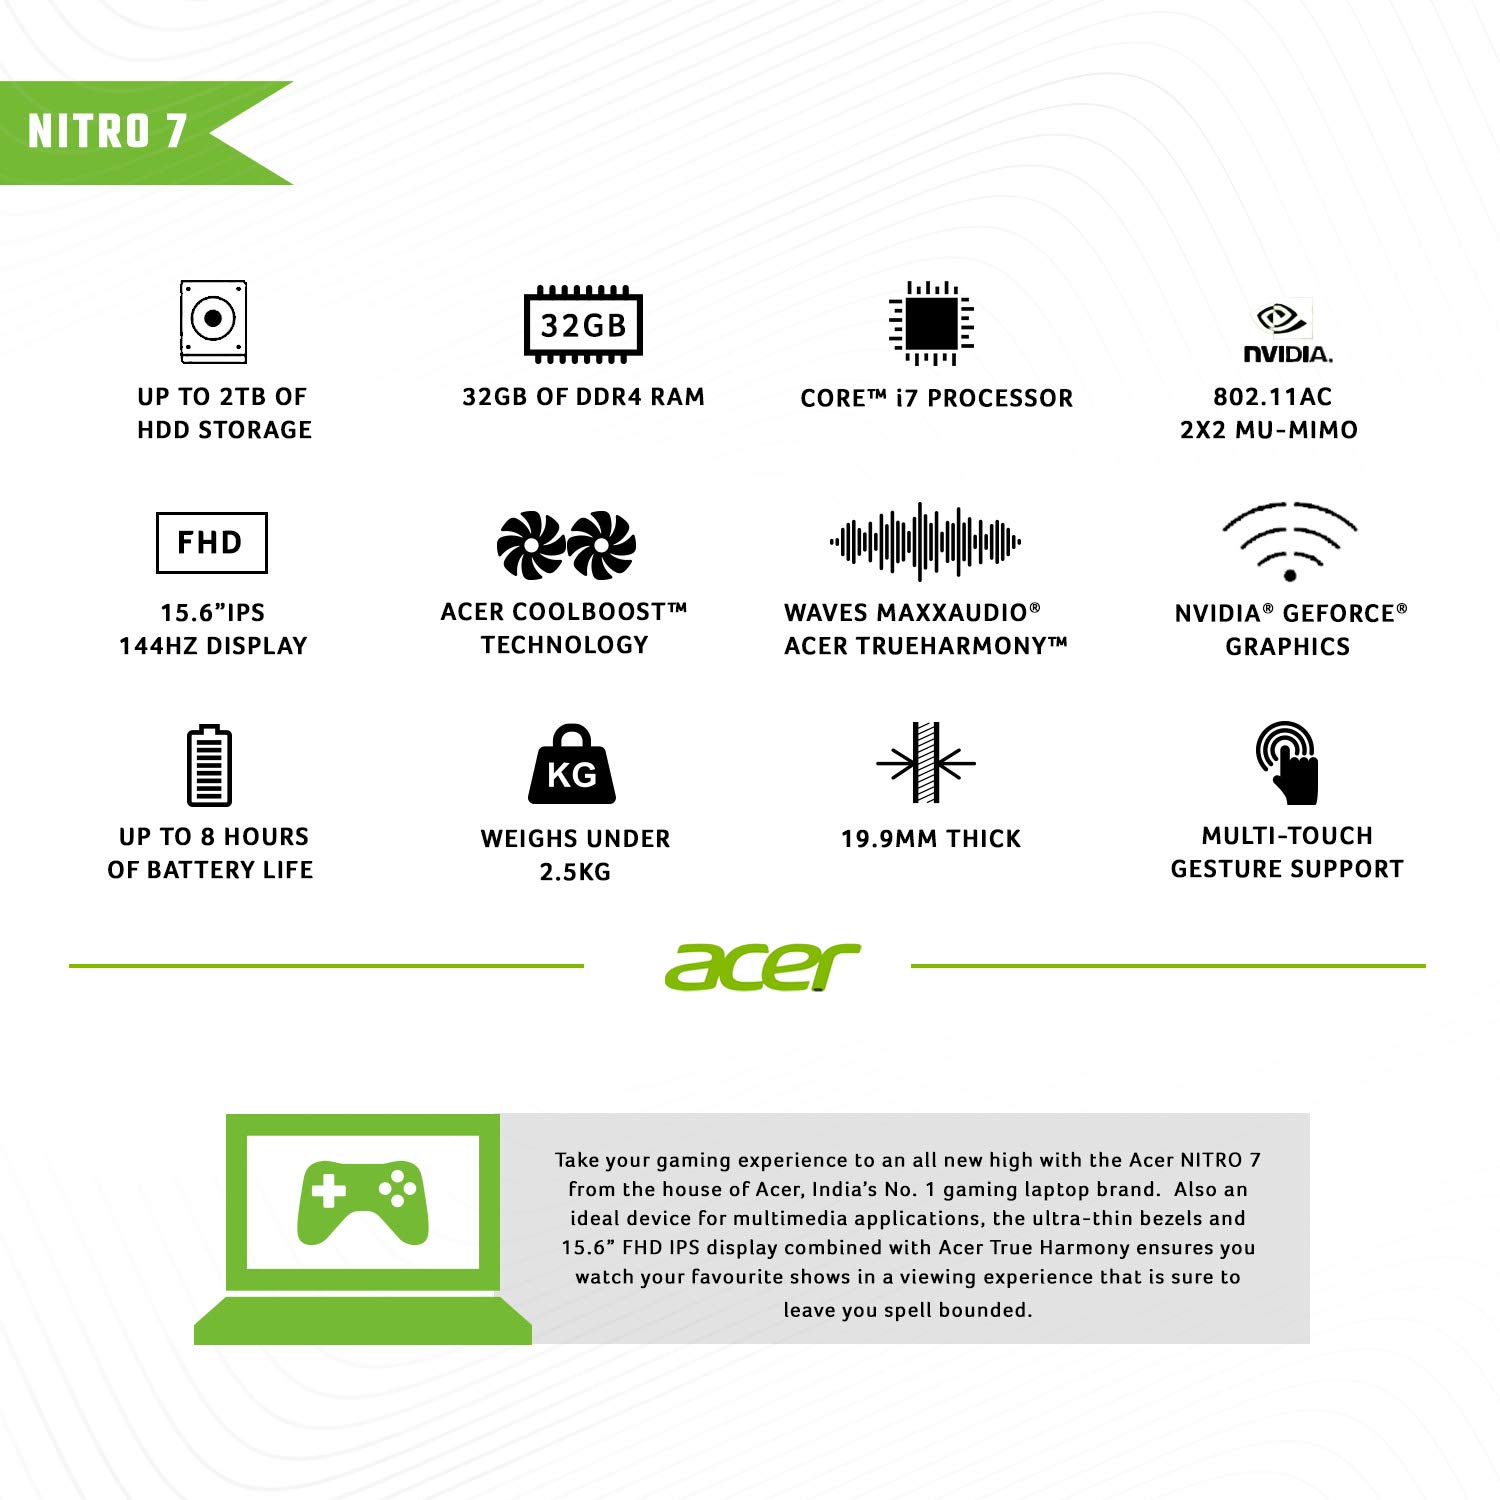 NITRO 7
32GB
NVIDIA.
UP TO 2TB OF
HDD STORAGE
32GB OF DDR4 RAM
CORE™ i7 PROCESSOR
802.11AC
2X2 MU-MIMO
FHD
15.6”IPS
144HZ DISPLAY
ACER COOLBOOST™
TECHNOLOGY
WAVES MAXXAUDIO®
ACER TRUEHARMONY™
NVIDIA® GEFORCE®
GRAPHICS
KG
UP TO 8 HOURS
OF BATTERY LIFE
WEIGHS UNDER
2.5KG
19.9MM THICK
MULTI-TOUCH
GESTURE SUPPORT
acer
Take your gaming experience to an all new high with the Acer NITRO 7
from the house of Acer, India’s No. 1 gaming laptop brand.  Also an
ideal device for multimedia applications, the ultra-thin bezels and
15.6” FHD IPS display combined with Acer True Harmony ensures you
watch your favourite shows in a viewing experience that is sure to
leave you spell bounded.